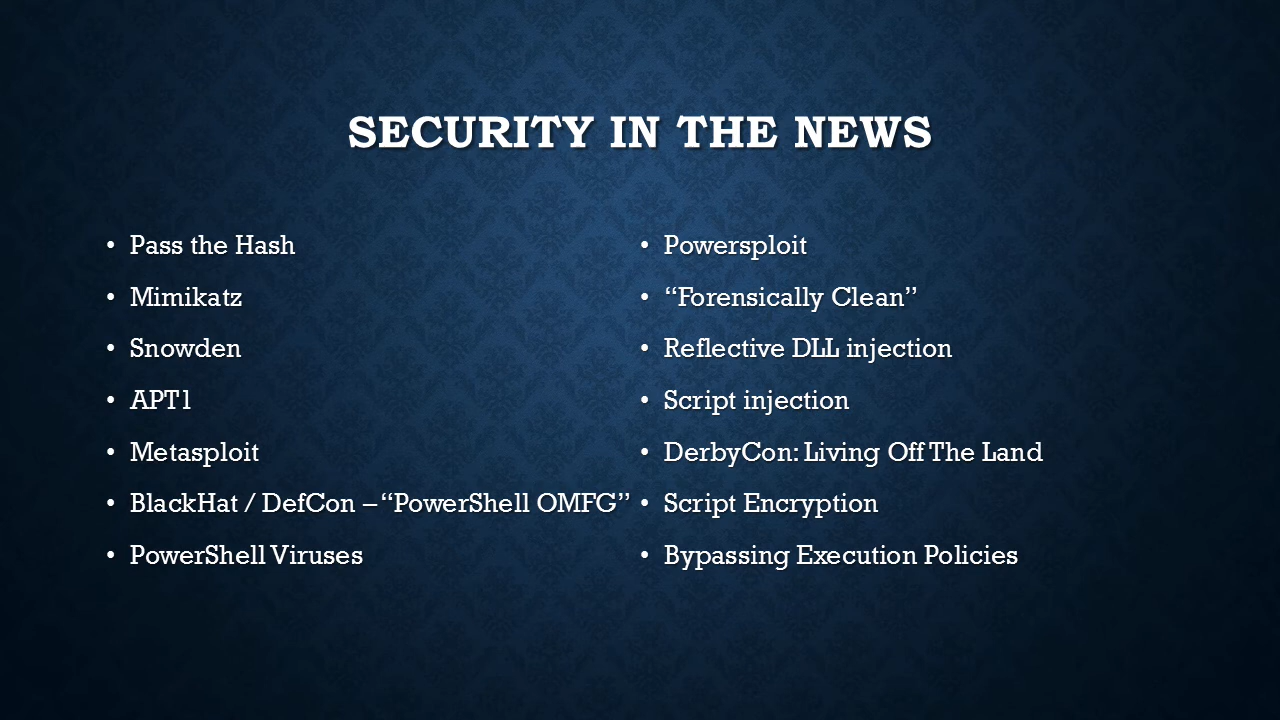 SECURITY IN THE NEWS
• Pass the Hash
• Mimikatz
• Snowden
• APT1
• Metasploit
• BlackHat / DefCon – “PowerShell OMFG”
• PowerShell Viruses
• Powersploit
• “Forensically Clean”
• Reflective DLL injection
• Script injection
• DerbyCon: Living Off The Land
• Script Encryption
• Bypassing Execution Policies